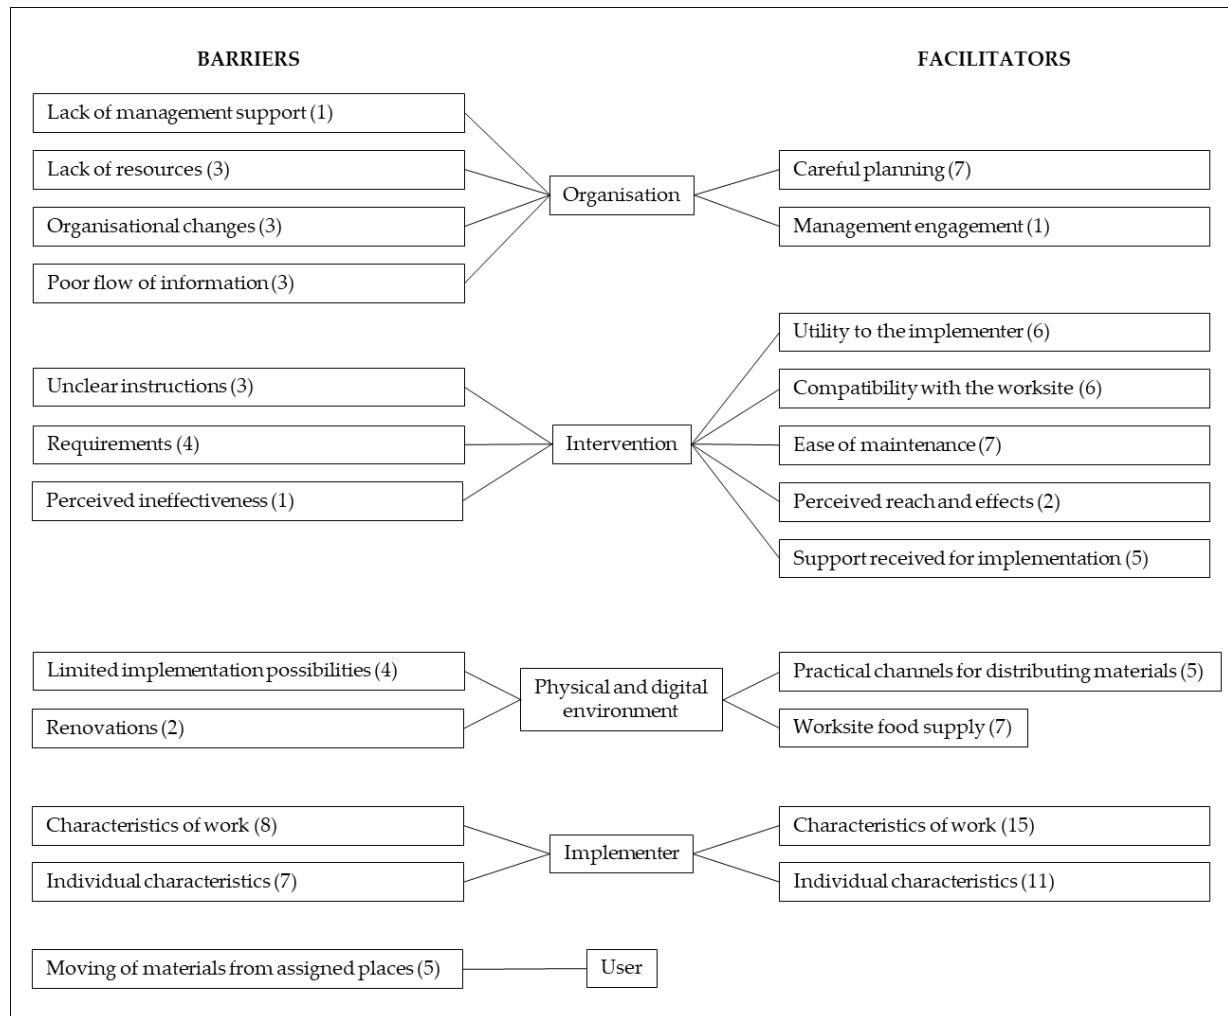 BARRIERS
FACILITATORS
Lack of management support (1)
Lack of resources (3)
Organisational changes (3)
Poor flow of information (3)
Organisation
Careful planning (7)
Management engagement (1)
Unclear instructions (3)
Requirements (4)
Perceived ineffectiveness (1)
Intervention
Utility to the implementer (6)
Compatibility with the worksite (6)
Ease of maintenance (7)
Perceived reach and effects (2)
Support received for implementation (5)
Limited implementation possibilities (4)
Renovations (2)
Physical and digital
environment
Practical channels for distributing materials (5)
Worksite food supply (7)
Characteristics of work (8)
Individual characteristics (7)
Implementer
Characteristics of work (15)
Individual characteristics (11)
Moving of materials from assigned places (5)
User